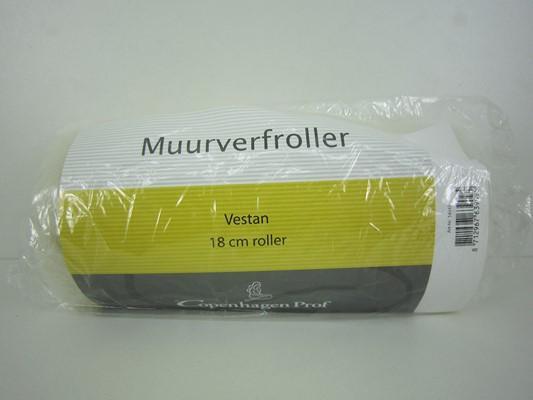 Muurverfroller
Vestan
18 cm roller
Copenhagen Prof